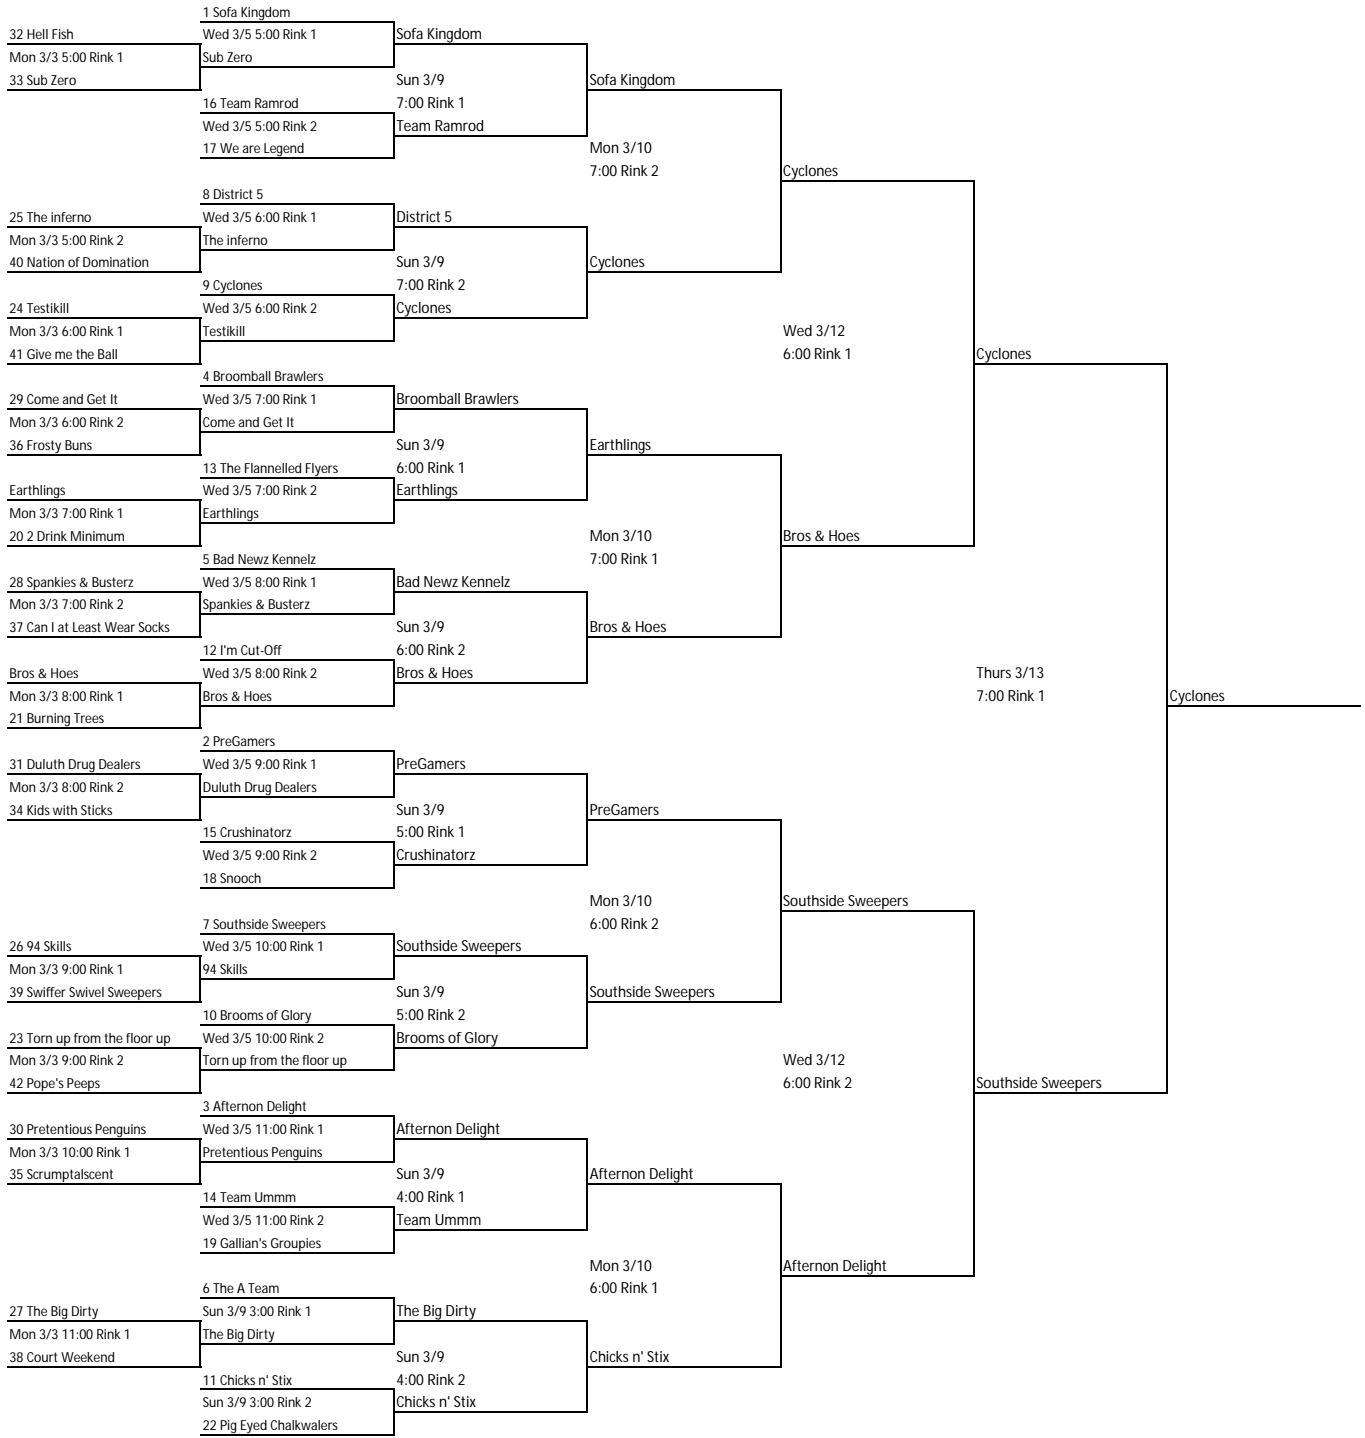 1 Sofa Kingdom
32 Hell Fish
Wed 3/5 5:00 Rink 1
Sofa Kingdom
Mon 3/3 5:00 Rink 1
Sub Zero
33 Sub Zero
Sun 3/9
Sofa Kingdom
16 Team Ramrod
7:00 Rink 1
Wed 3/5 5:00 Rink 2
Team Ramrod
17 We are Legend
Mon 3/10
7:00 Rink 2
Cyclones
8 District 5
25 The inferno
Wed 3/5 6:00 Rink 1
District 5
Mon 3/3 5:00 Rink 2
The inferno
40 Nation of Domination
Sun 3/9
Cyclones
9 Cyclones
7:00 Rink 2
24 Testikill
Wed 3/5 6:00 Rink 2
Cyclones
Mon 3/3 6:00 Rink 1
Testikill
Wed 3/12
41 Give me the Ball
6:00 Rink 1
Cyclones
4 Broomball Brawlers
29 Come and Get It
Wed 3/5 7:00 Rink 1
Broomball Brawlers
Mon 3/3 6:00 Rink 2
Come and Get It
36 Frosty Buns
Sun 3/9
Earthlings
13 The Flannelled Flyers
6:00 Rink 1
Earthlings
Wed 3/5 7:00 Rink 2
Earthlings
Mon 3/3 7:00 Rink 1
Earthlings
20 2 Drink Minimum
Mon 3/10
Bros & Hoes
5 Bad Newz Kennelz
7:00 Rink 1
28 Spankies & Busterz
Wed 3/5 8:00 Rink 1
Bad Newz Kennelz
Mon 3/3 7:00 Rink 2
Spankies & Busterz
37 Can I at Least Wear Socks
Sun 3/9
Bros & Hoes
12 I'm Cut-Off
6:00 Rink 2
Bros & Hoes
Wed 3/5 8:00 Rink 2
Bros & Hoes
Thurs 3/13
Mon 3/3 8:00 Rink 1
Bros & Hoes
7:00 Rink 1
Cyclones
21 Burning Trees
2 PreGamers
31 Duluth Drug Dealers
Wed 3/5 9:00 Rink 1
PreGamers
Mon 3/3 8:00 Rink 2
Duluth Drug Dealers
34 Kids with Sticks
Sun 3/9
PreGamers
15 Crushinatorz
5:00 Rink 1
Wed 3/5 9:00 Rink 2
Crushinatorz
18 Snooch
Mon 3/10
Southside Sweepers
7 Southside Sweepers
6:00 Rink 2
26 94 Skills
Wed 3/5 10:00 Rink 1
Southside Sweepers
Mon 3/3 9:00 Rink 1
94 Skills
39 Swiffer Swivel Sweepers
Sun 3/9
Southside Sweepers
10 Brooms of Glory
5:00 Rink 2
23 Torn up from the floor up
Wed 3/5 10:00 Rink 2
Brooms of Glory
Mon 3/3 9:00 Rink 2
Torn up from the floor up
Wed 3/12
42 Pope's Peeps
6:00 Rink 2
Southside Sweepers
3 Afternon Delight
30 Pretentious Penguins
Wed 3/5 11:00 Rink 1
Afternon Delight
Mon 3/3 10:00 Rink 1
Pretentious Penguins
35 Scrumptalscent
Sun 3/9
Afternon Delight
14 Team Ummm
4:00 Rink 1
Wed 3/5 11:00 Rink 2
Team Ummm
19 Gallian's Groupies
Mon 3/10
Afternon Delight
6 The A Team
6:00 Rink 1
27 The Big Dirty
Sun 3/9 3:00 Rink 1
The Big Dirty
Mon 3/3 11:00 Rink 1
The Big Dirty
38 Court Weekend
Sun 3/9
Chicks n' Stix
11 Chicks n' Stix
4:00 Rink 2
Sun 3/9 3:00 Rink 2
Chicks n' Stix
22 Pig Eyed Chalkwalers